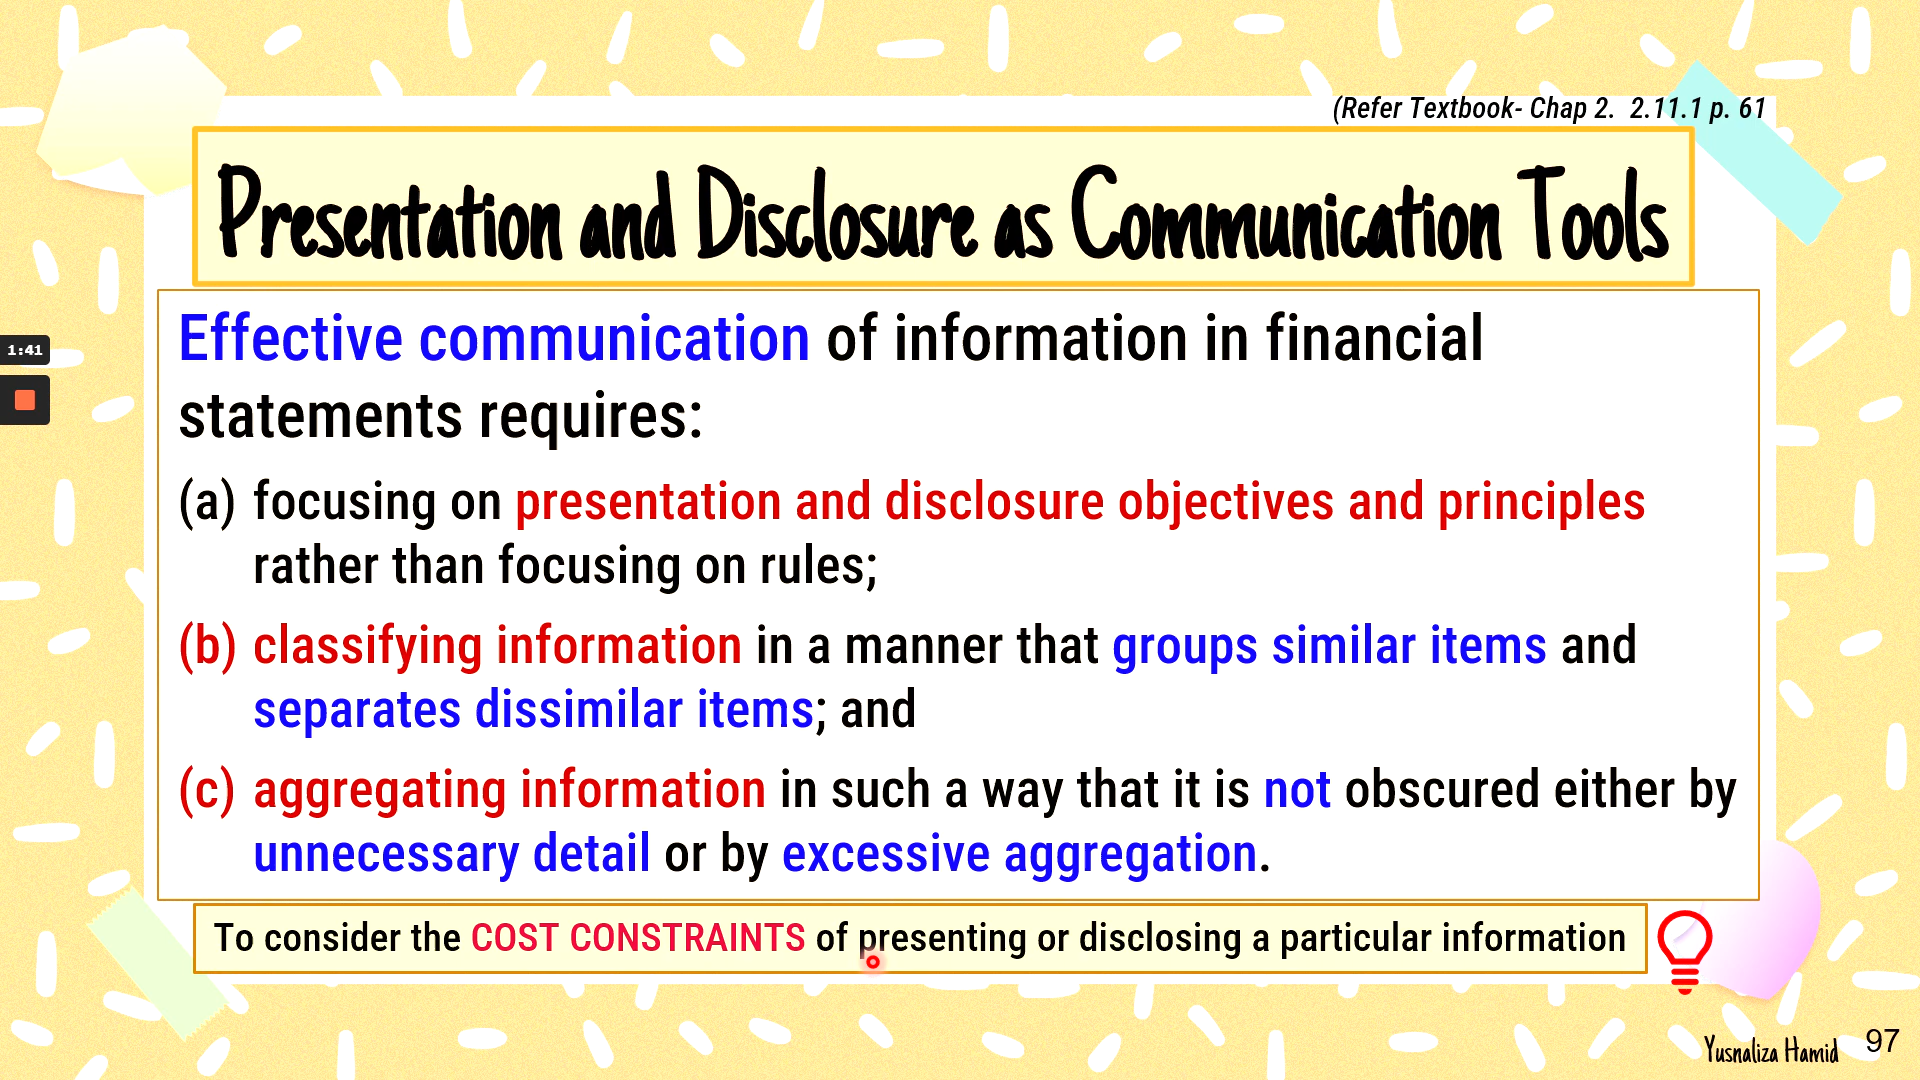 (Refer Textbook- Chap 2.  2.11.1 p. 61
Presentation and Disclosure as Communication Tools
Effective communication of information in financial
statements requires:
(a) focusing on presentation and disclosure objectives and principles
rather than focusing on rules;
(b) classifying information in a manner that groups similar items and
separates dissimilar items; and
(c) aggregating information in such a way that it is not obscured either by
unnecessary detail or by excessive aggregation.
To consider the COST CONSTRAINTS of presenting or disclosing a particular information
1:41
Yusnaliza Hamid 97